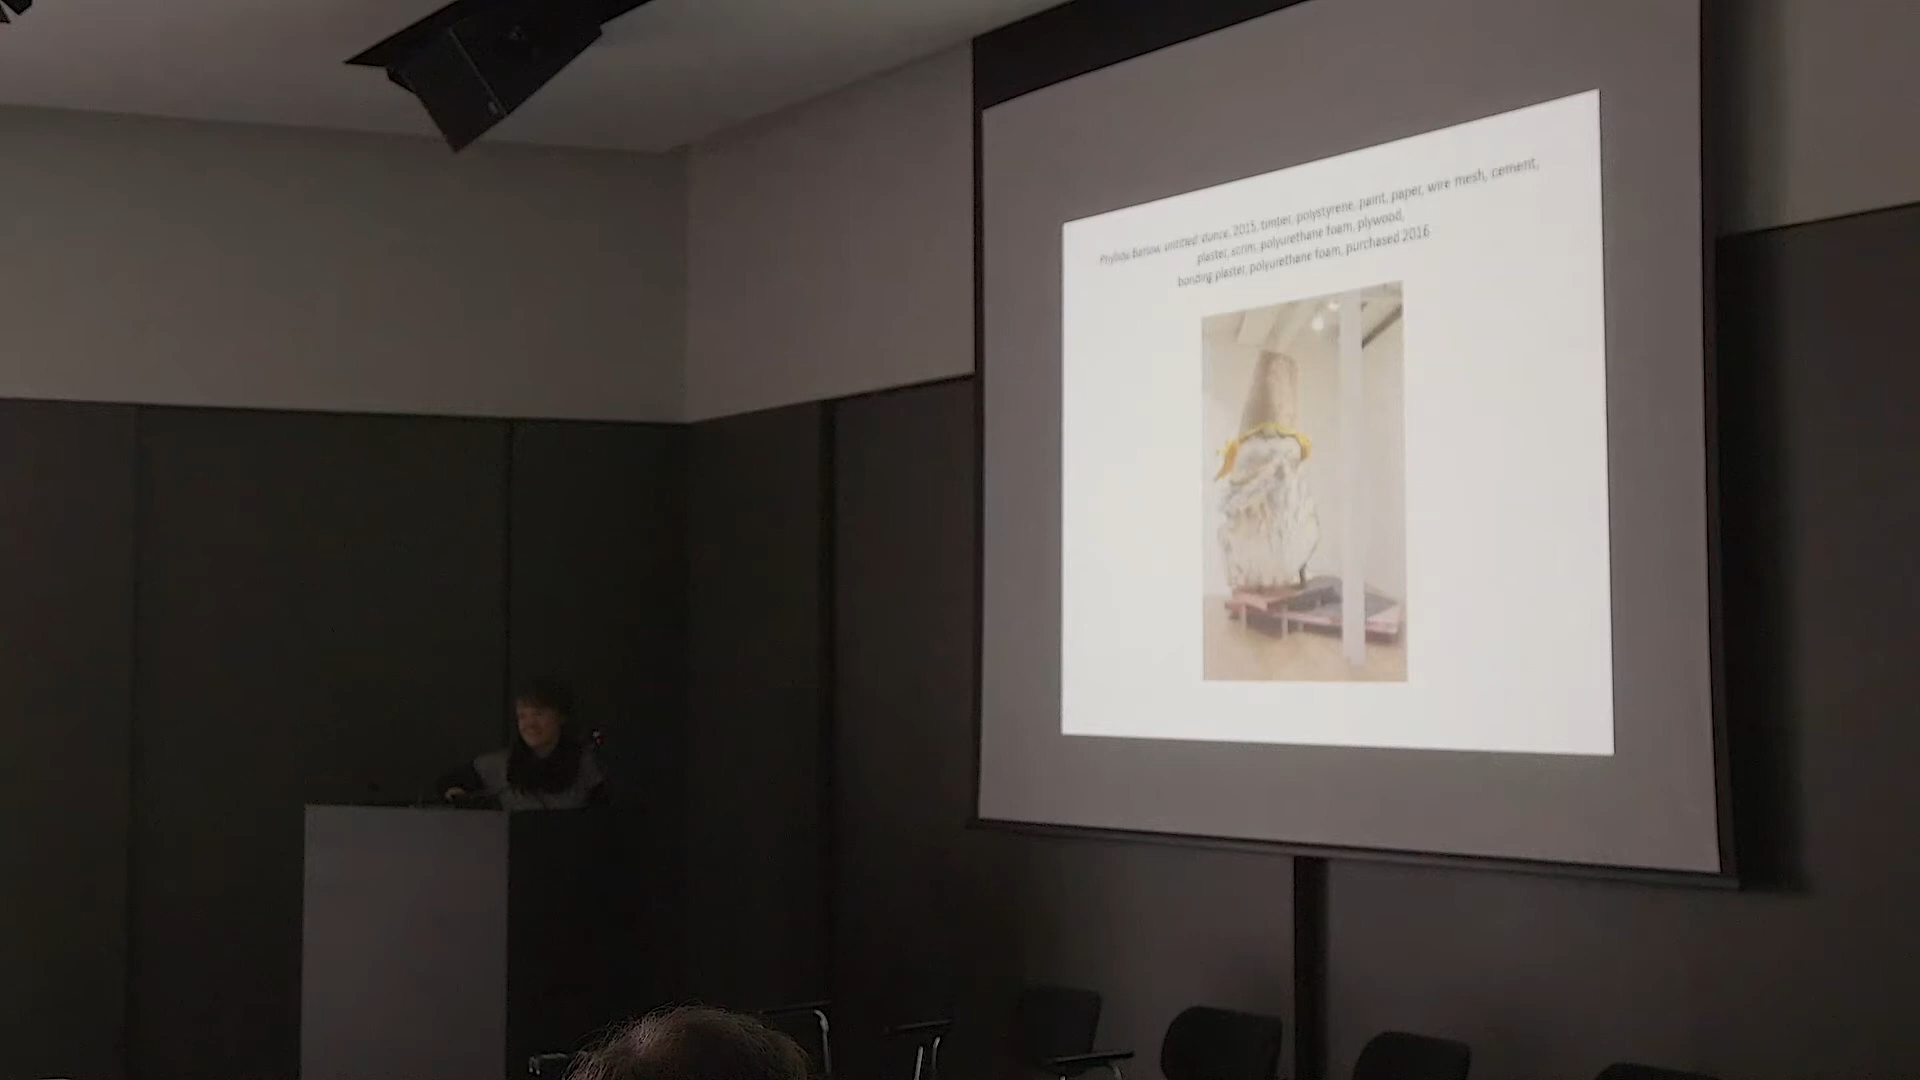 Phyllida Barlow, untitled: dunce, 2015, timber, polystyrene, paint, paper, wire mesh, cement,
plaster, scrim, polyurethane foam, plywood,
bonding plaster, polyurethane foam, purchased 2016